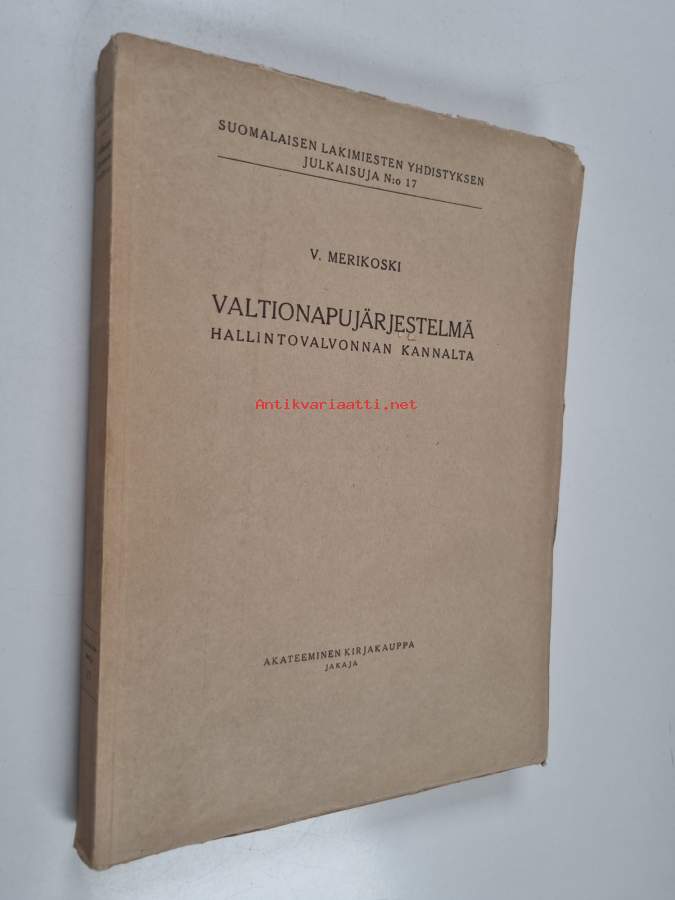 SUOMALAISEN LAKIMIESTEN YHDISTYKSEN
JULKAISUJA N:o 17
V. MERIKOSKI
VALTIONAPUJÄRJESTELMÄ
HALLINTOVALVONNAN KANNALTA
Antikvariaatti.net
AKATEEMINEN KIRJAKAUPPA
JAKAJA